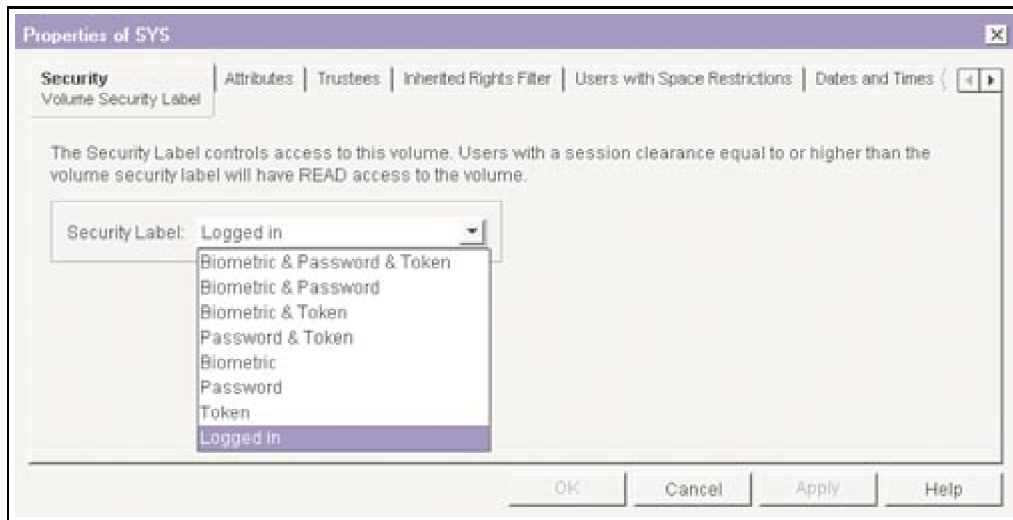 Properties of SYS
Security
Volume Security Label
Attributes
Trustees
Inherited Rights Filter
Users with Space Restrictions
Dates and Times
The Security Label controls access to this volume. Users with a session clearance equal to or higher than the
volume security label will have READ access to the volume.
Security Label: Logged in
Biometric & Password & Token
Biometric & Password
Biometric & Token
Password & Token
Biometric
Password
Token
Logged in
OK
Cancel
Apply
Help